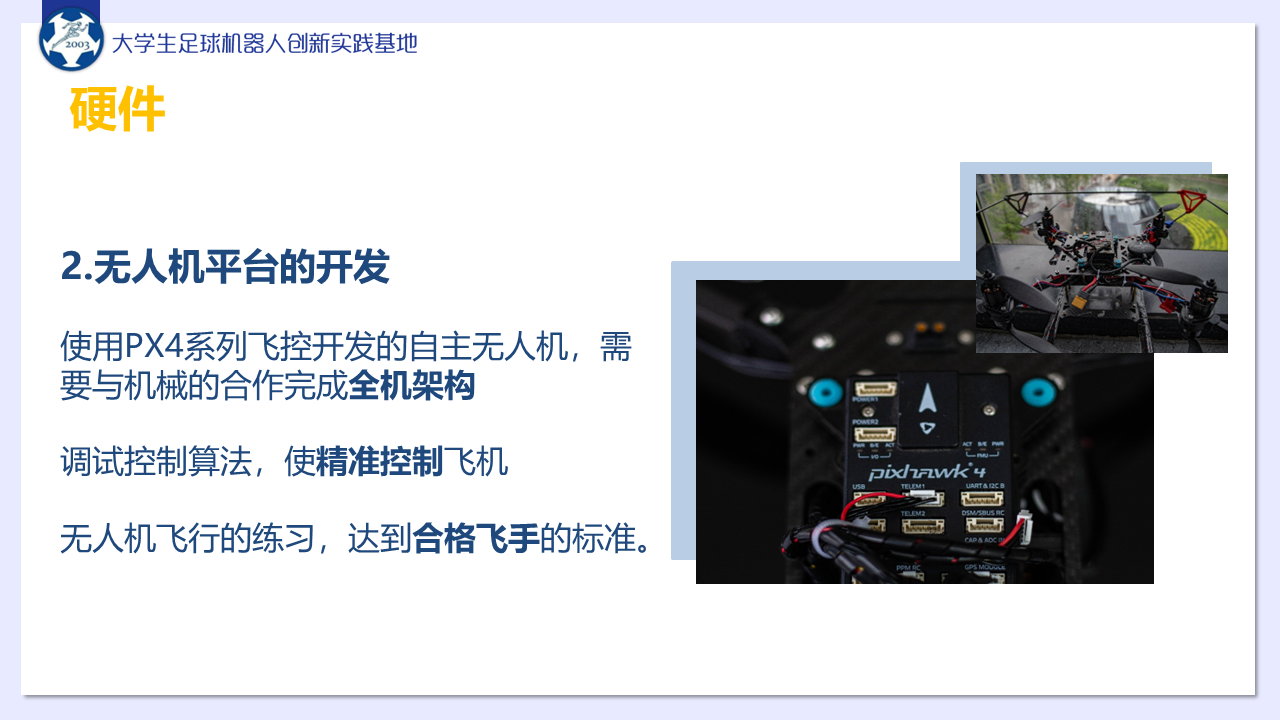 2003
大学生足球机器人创新实践基地
硬件
2.无人机平台的开发
使用PX4系列飞控开发的自主无人机，需
要与机械的合作完成全机架构
调试控制算法，使精准控制飞机
无人机飞行的练习，达到合格飞手的标准。
POWER1
POWER2
PWR B/E ACT
I/O
ACT B/E PWR
FMU
pixhawk 4
USB
TELEM1
UART & I2C B
TELEM2
DSM/SBUS RC
CAP & ADC IN
PPM RC
GPS MODULE